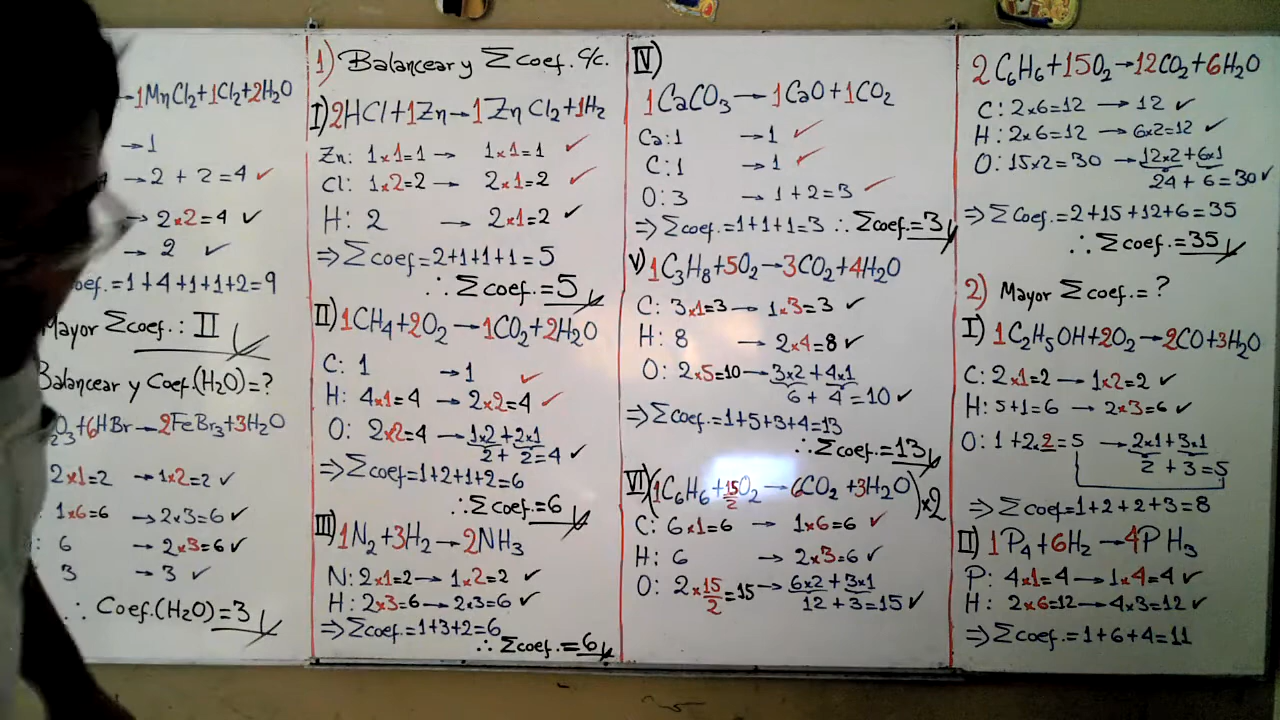 →1MnCl2+1Cl2+2H2O
→1
4 →2 + 2=4 ✓
→ 2x2=4 ✓
→ 2 ✓
oef.=1+4+1+1+2=9
Mayor Σcoef.: II
Balancear y Coef.(H2O)=?
2O3+6HBr→2FeBr3+3H2O
2x1=2 →1x2=2 ✓
1x6=6 →2x3=6 ✓
: 6 →2x3=6 ✓
3 →3 ✓
∴ Coef.(H2O)=3
1) Balancear y Σcoef. c/c.
I) 2HCl+1Zn→1ZnCl2+1H2
Zn: 1x1=1 → 1x1=1 ✓
Cl: 1x2=2 → 2x1=2 ✓
H: 2 → 2x1=2 ✓
⇒Σcoef.=2+1+1+1=5
∴ Σcoef.=5
II) 1CH4+2O2→1CO2+2H2O
C: 1 →1 ✓
H: 4x1=4 → 2x2=4 ✓
O: 2x2=4 →1x2+2x1
2+2=4 ✓
⇒Σcoef=1+2+1+2=6
∴Σcoef.=6
III) 1N2+3H2→2NH3
N: 2x1=2→1x2=2 ✓
H: 2x3=6→2x3=6 ✓
⇒Σcoef.=1+3+2=6
∴ Σcoef.=6
IV)
1CaCO3→1CaO+1CO2
Ca:1 →1 ✓
C:1 →1 ✓
O:3 → 1+2=3 ✓
⇒Σcoef.=1+1+1=3 ∴ Σcoef.=3
V) 1C3H8+5O2→3CO2+4H2O
C: 3x1=3→ 1x3=3 ✓
H: 8 → 2x4=8 ✓
O: 2x5=10→3x2+4x1
6+4=10 ✓
⇒Σcoef.=1+5+3+4=13
∴Σcoef.=13
VI) (1C6H6+15/2O2→6CO2+3H2O)x2
C: 6x1=6 → 1x6=6 ✓
H: 6 → 2x3=6 ✓
O: 2x15/2=15→6x2+3x1
12+3=15 ✓
2C6H6+15O2→12CO2+6H2O
C: 2x6=12 → 12 ✓
H: 2x6=12 → 6x2=12 ✓
O: 15x2=30 →12x2+6x1
24+6=30 ✓
⇒Σcoef.=2+15+12+6=35
∴ Σcoef.=35
2) Mayor Σcoef.=?
I) 1C2H5OH+2O2→2CO+3H2O
C: 2x1=2→ 1x2=2 ✓
H: 5+1=6 → 2x3=6 ✓
O: 1+2x2=5 →2x1+3x1
2+3=5
⇒ Σcoef=1+2+2+3=8
II) 1P4+6H2→4PH3
P: 4x1=4→1x4=4 ✓
H: 2x6=12→4x3=12 ✓
⇒Σcoef.=1+6+4=11